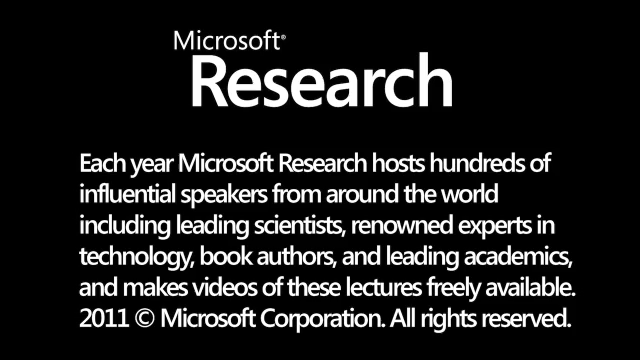 Microsoft®
Research
Each year Microsoft Research hosts hundreds of
influential speakers from around the world
including leading scientists, renowned experts in
technology, book authors, and leading academics,
and makes videos of these lectures freely available.
2011 © Microsoft Corporation. All rights reserved.